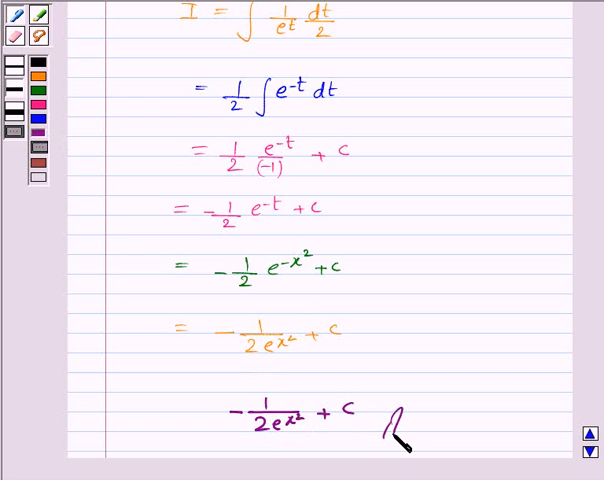 I = ∫ 1/e^t dt/2
= 1/2 ∫ e^-t dt
= 1/2 e^-t/(-1) + c
= -1/2 e^-t + c
= -1/2 e^-x² + c
= -1/(2e^x²) + c
-1/(2e^x²) + c